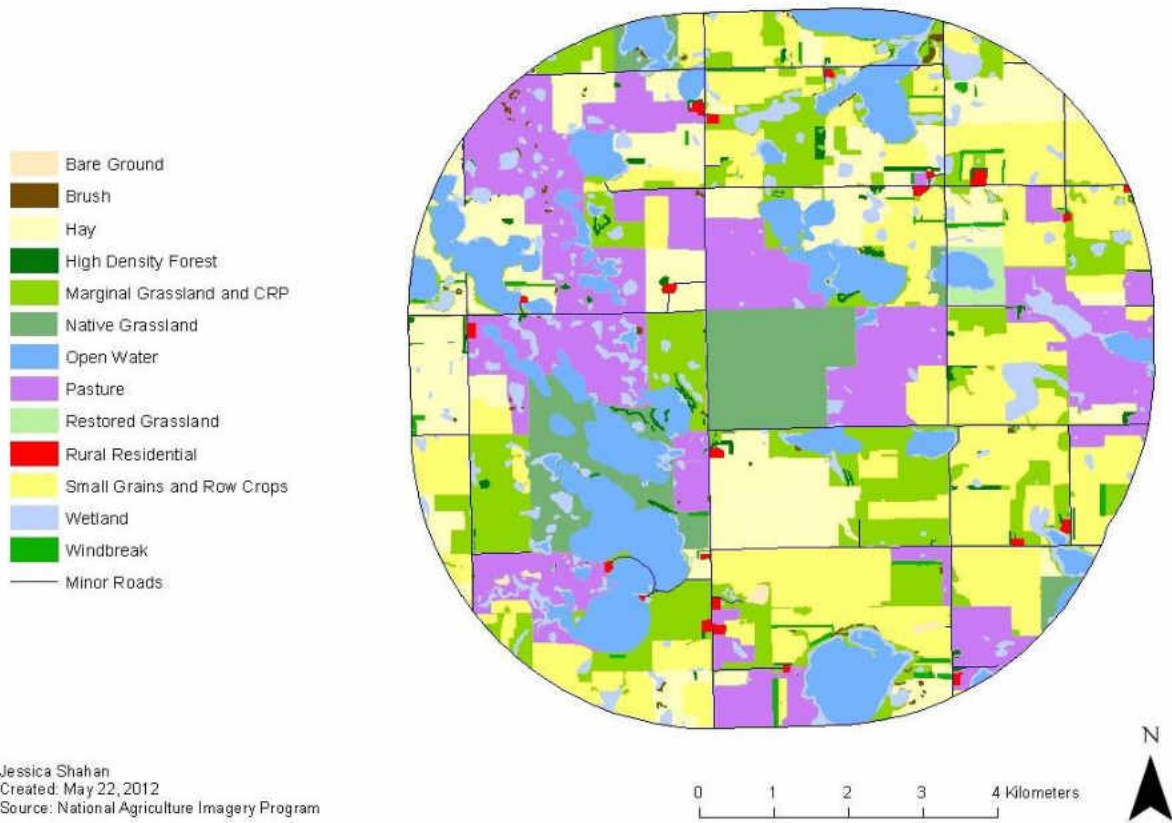 Bare Ground
Brush
Hay
High Density Forest
Marginal Grassland and CRP
Native Grassland
Open Water
Pasture
Restored Grassland
Rural Residential
Small Grains and Row Crops
Wetland
Windbreak
Minor Roads
Jessica Shahan
Created: May 22, 2012
Source: National Agriculture Imagery Program
0 1 2 3 4 Kilometers
N